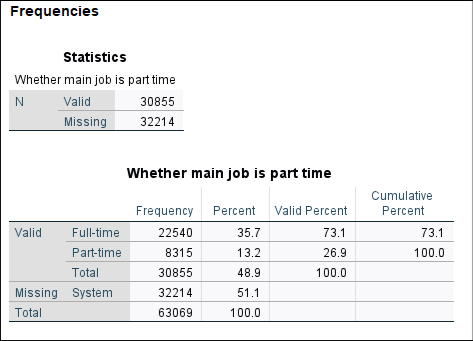 Frequencies
Statistics
Whether main job is part time
N Valid 30855
Missing 32214
Whether main job is part time
Frequency Percent Valid Percent Cumulative Percent
Valid Full-time 22540 35.7 73.1 73.1
Part-time 8315 13.2 26.9 100.0
Total 30855 48.9 100.0
Missing System 32214 51.1
Total 63069 100.0